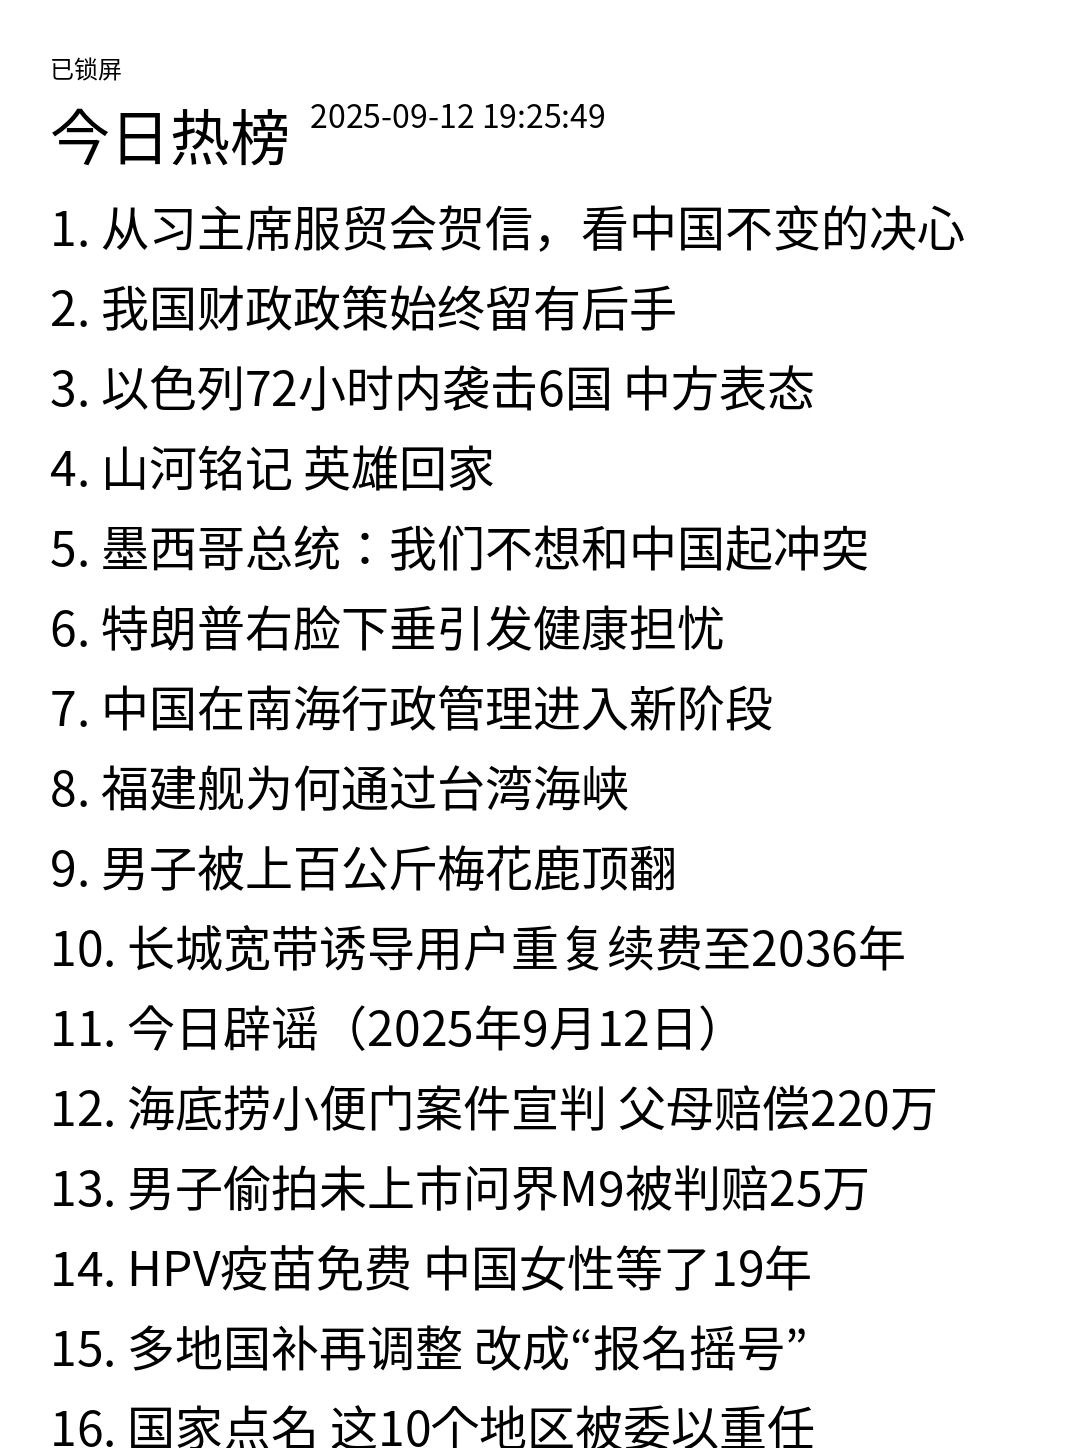 已锁屏
今日热榜 2025-09-12 19:25:49
1. 从习主席服贸会贺信，看中国不变的决心
2. 我国财政政策始终留有后手
3. 以色列72小时内袭击6国 中方表态
4. 山河铭记 英雄回家
5. 墨西哥总统：我们不想和中国起冲突
6. 特朗普右脸下垂引发健康担忧
7. 中国在南海行政管理进入新阶段
8. 福建舰为何通过台湾海峡
9. 男子被上百公斤梅花鹿顶翻
10. 长城宽带诱导用户重复续费至2036年
11. 今日辟谣（2025年9月12日）
12. 海底捞小便门案件宣判 父母赔偿220万
13. 男子偷拍未上市问界M9被判赔25万
14. HPV疫苗免费 中国女性等了19年
15. 多地国补再调整 改成“报名摇号”
16. 国家点名 这10个地区被委以重任